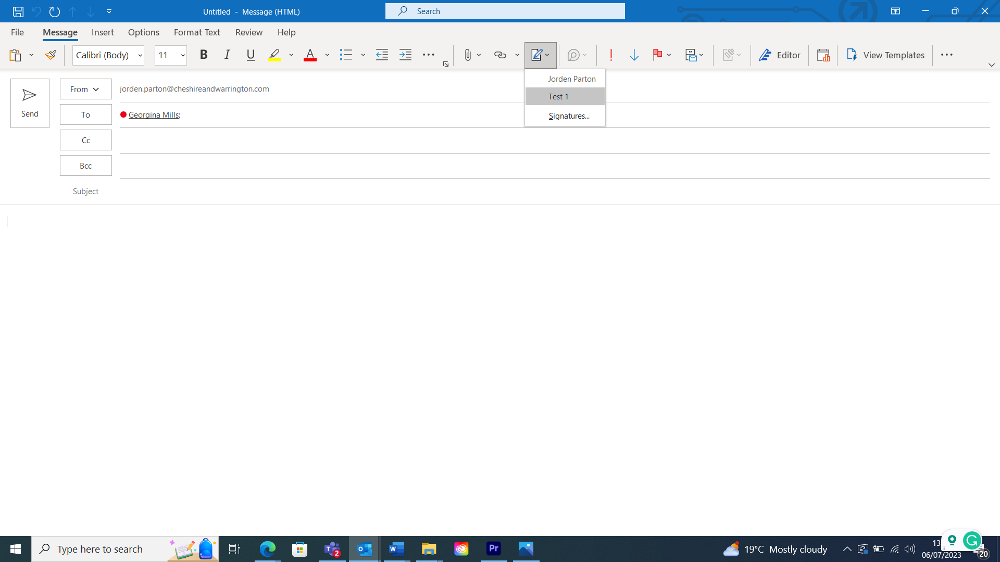 Untitled - Message (HTML)
Search
File Message Insert Options Format Text Review Help
Calibri (Body) 11 B I U A Editor View Templates
Jorden Parton
Test 1
Signatures...
Send
From jorden.parton@cheshireandwarrington.com
To Georgina Mills;
Cc
Bcc
Subject
Type here to search
2
Pr
19°C Mostly cloudy
06/07/2023
20